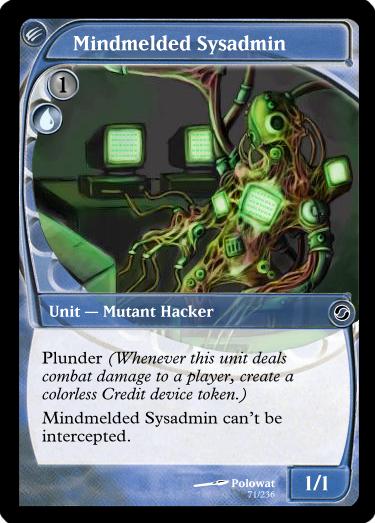 Mindmelded Sysadmin
1
Unit — Mutant Hacker
Plunder (Whenever this unit deals
combat damage to a player, create a
colorless Credit device token.)
Mindmelded Sysadmin can't be
intercepted.
Polowat
71/236
1/1